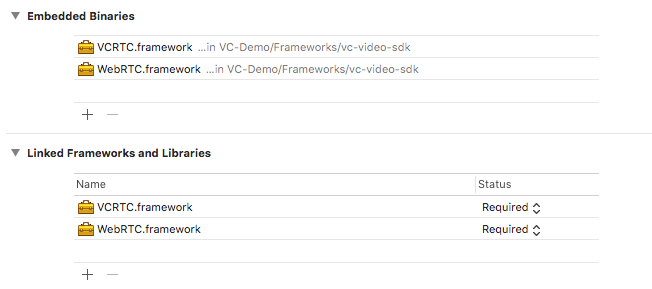 Embedded Binaries
VCRTC.framework ...in VC-Demo/Frameworks/vc-video-sdk
WebRTC.framework ...in VC-Demo/Frameworks/vc-video-sdk
Linked Frameworks and Libraries
Name Status
VCRTC.framework Required
WebRTC.framework Required